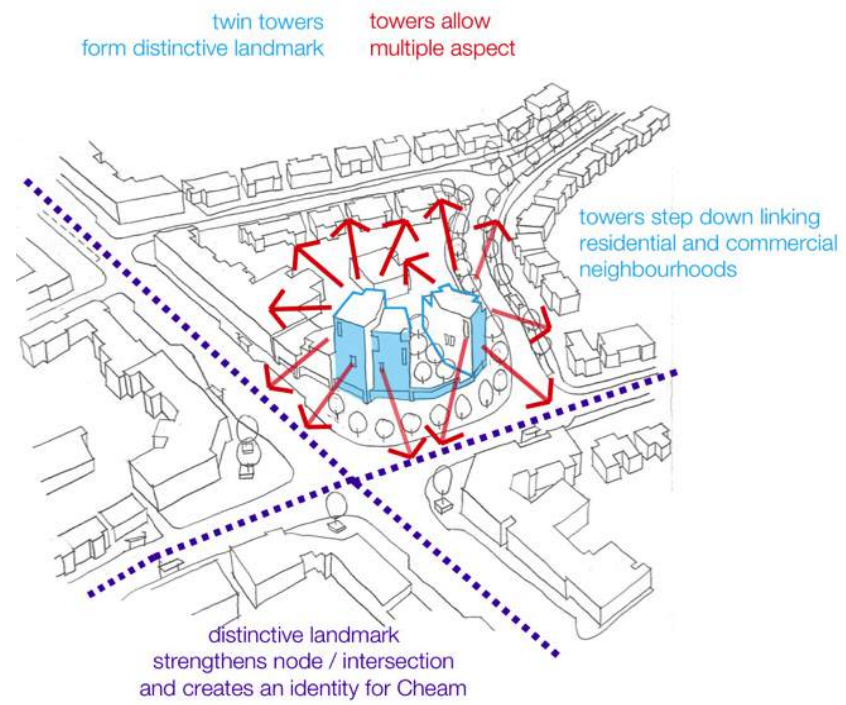 twin towers
form distinctive landmark
towers allow
multiple aspect
towers step down linking
residential and commercial
neighbourhoods
distinctive landmark
strengthens node / intersection
and creates an identity for Cheam